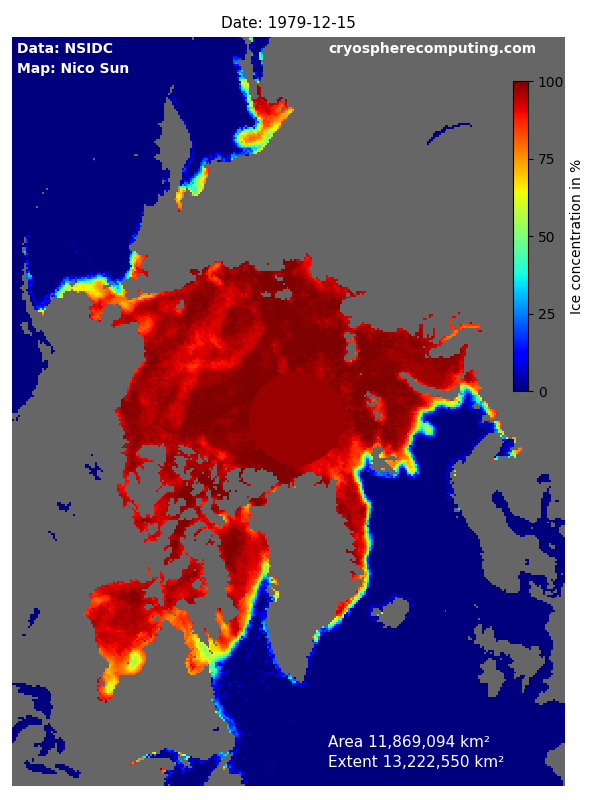 Date: 1979-12-15
Data: NSIDC
cryospherecomputing.com
Map: Nico Sun
100
75
50
25
0
Ice concentration in %
Area 11,869,094 km²
Extent 13,222,550 km²